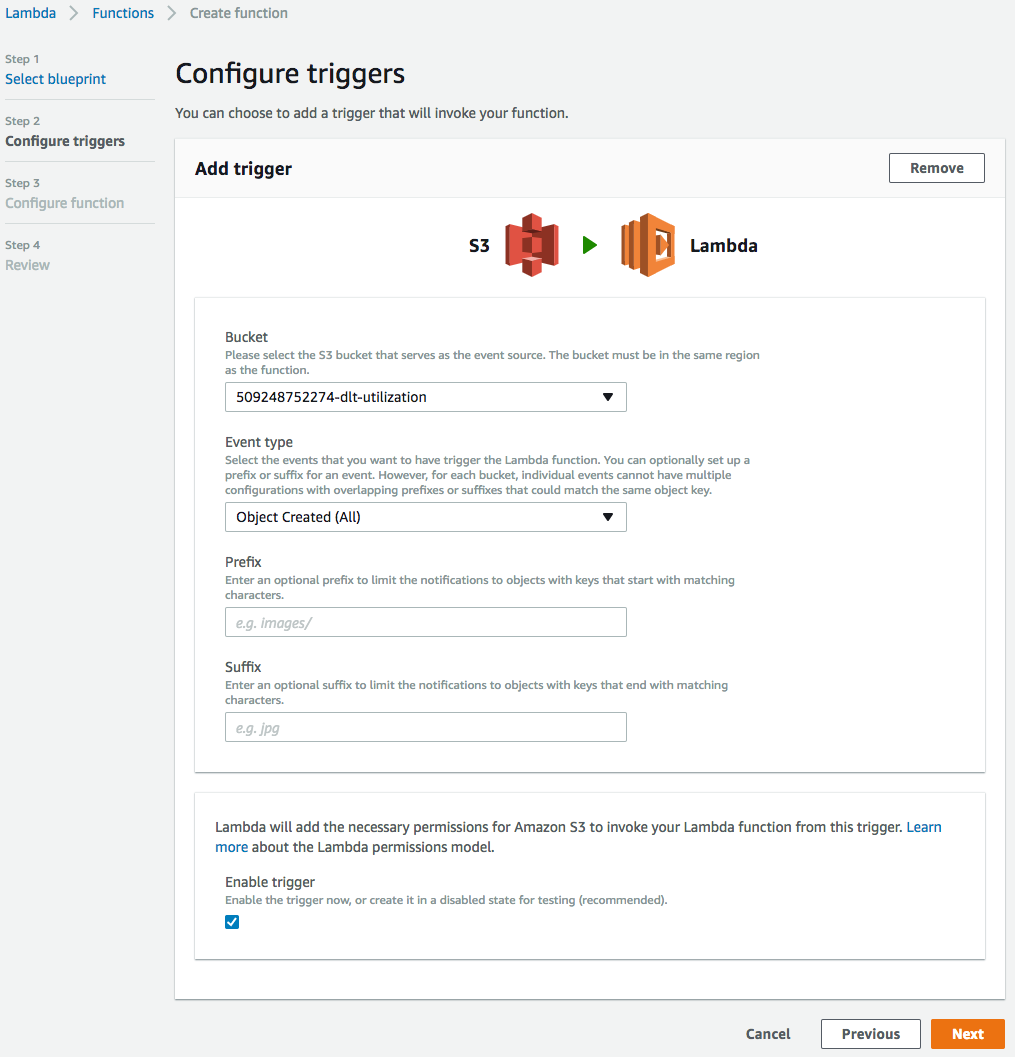 Lambda > Functions > Create function
Step 1
Select blueprint
Step 2
Configure triggers
Step 3
Configure function
Step 4
Review
Configure triggers
You can choose to add a trigger that will invoke your function.
Add trigger
Remove
S3
Lambda
Bucket
Please select the S3 bucket that serves as the event source. The bucket must be in the same region
as the function.
509248752274-dlt-utilization
Event type
Select the events that you want to have trigger the Lambda function. You can optionally set up a
prefix or suffix for an event. However, for each bucket, individual events cannot have multiple
configurations with overlapping prefixes or suffixes that could match the same object key.
Object Created (All)
Prefix
Enter an optional prefix to limit the notifications to objects with keys that start with matching
characters.
e.g. images/
Suffix
Enter an optional suffix to limit the notifications to objects with keys that end with matching
characters.
e.g. jpg
Lambda will add the necessary permissions for Amazon S3 to invoke your Lambda function from this trigger. Learn
more about the Lambda permissions model.
Enable trigger
Enable the trigger now, or create it in a disabled state for testing (recommended).
Cancel
Previous
Next